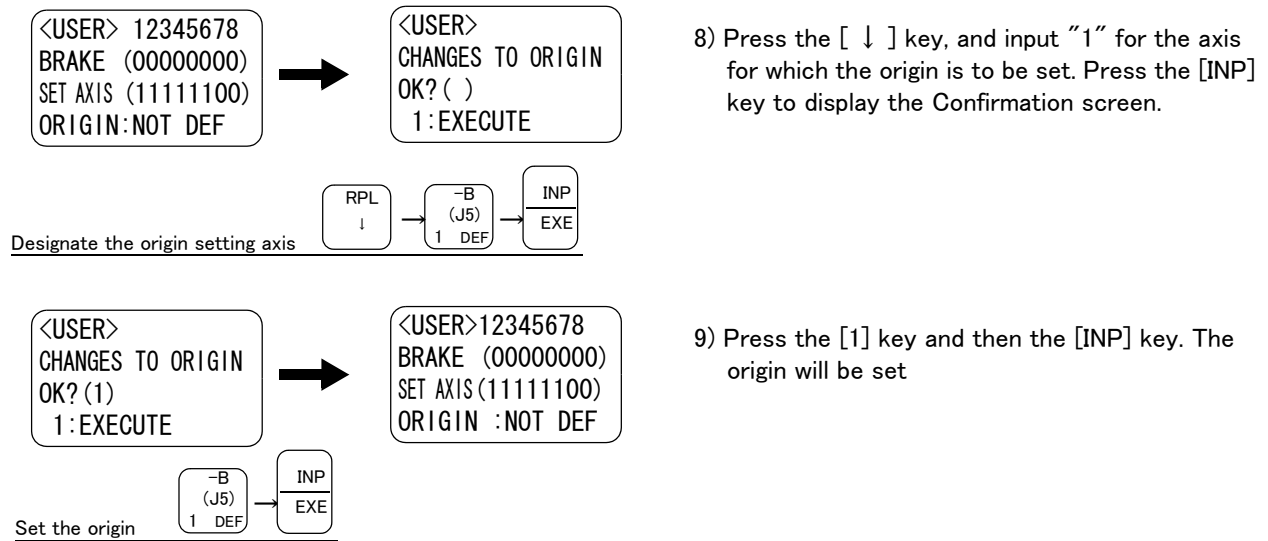 <USER> 12345678
BRAKE (00000000)
SET AXIS (11111100)
ORIGIN:NOT DEF
<USER>
CHANGES TO ORIGIN
OK?( )
1:EXECUTE
8) Press the [ ↓ ] key, and input "1" for the axis
for which the origin is to be set. Press the [INP]
key to display the Confirmation screen.
Designate the origin setting axis
RPL
↓
→
-B
(J5)
1 DEF
→
INP
EXE
<USER>
CHANGES TO ORIGIN
OK?(1)
1:EXECUTE
<USER>12345678
BRAKE (00000000)
SET AXIS(11111100)
ORIGIN :NOT DEF
9) Press the [1] key and then the [INP] key. The
origin will be set
Set the origin
-B
(J5)
1 DEF
→
INP
EXE